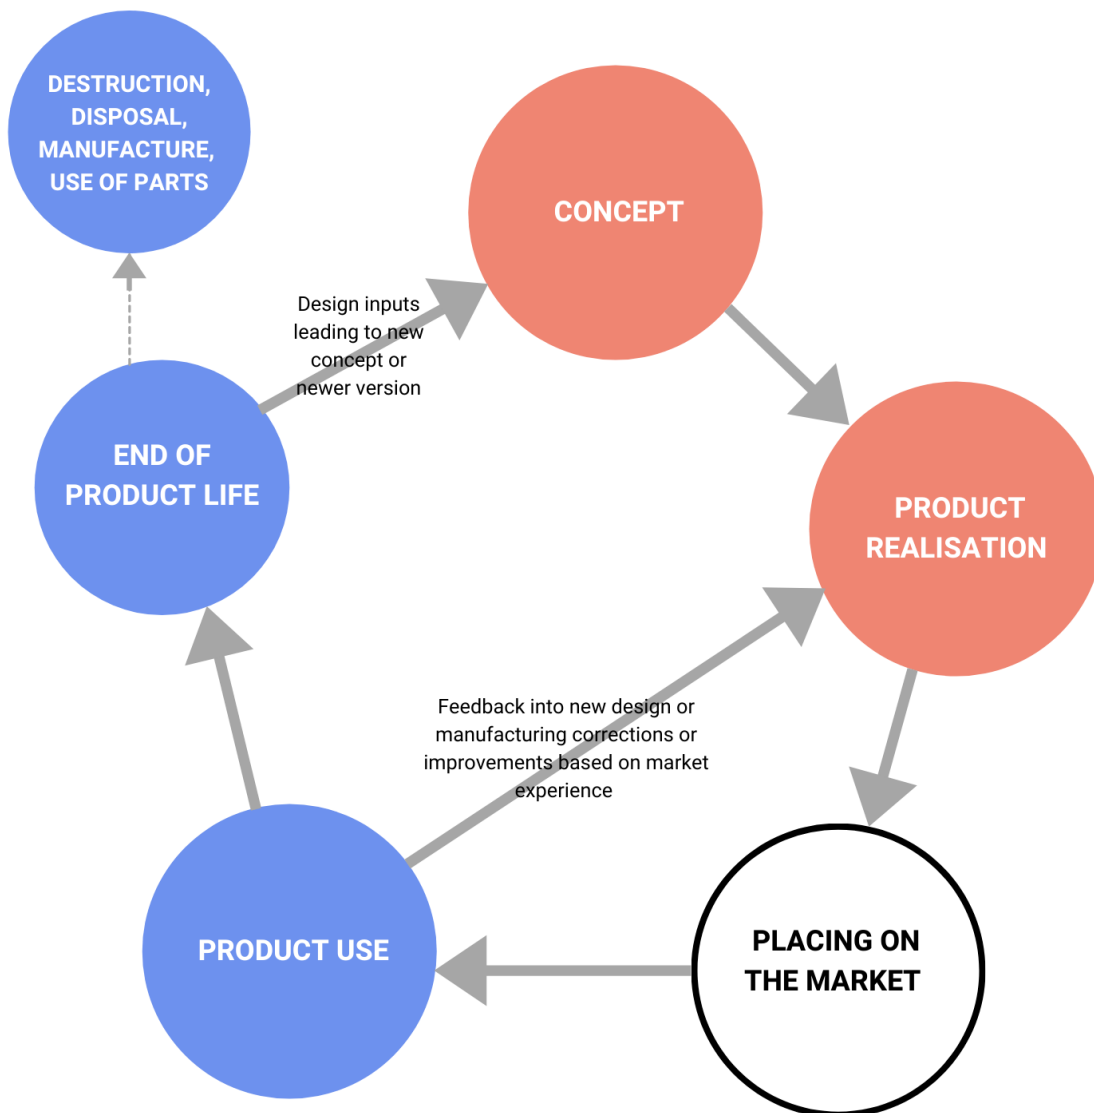 DESTRUCTION,
DISPOSAL,
MANUFACTURE,
USE OF PARTS
CONCEPT
Design inputs
leading to new
concept or
newer version
END OF
PRODUCT LIFE
PRODUCT
REALISATION
Feedback into new design or
manufacturing corrections or
improvements based on market
experience
PRODUCT USE
PLACING ON
THE MARKET